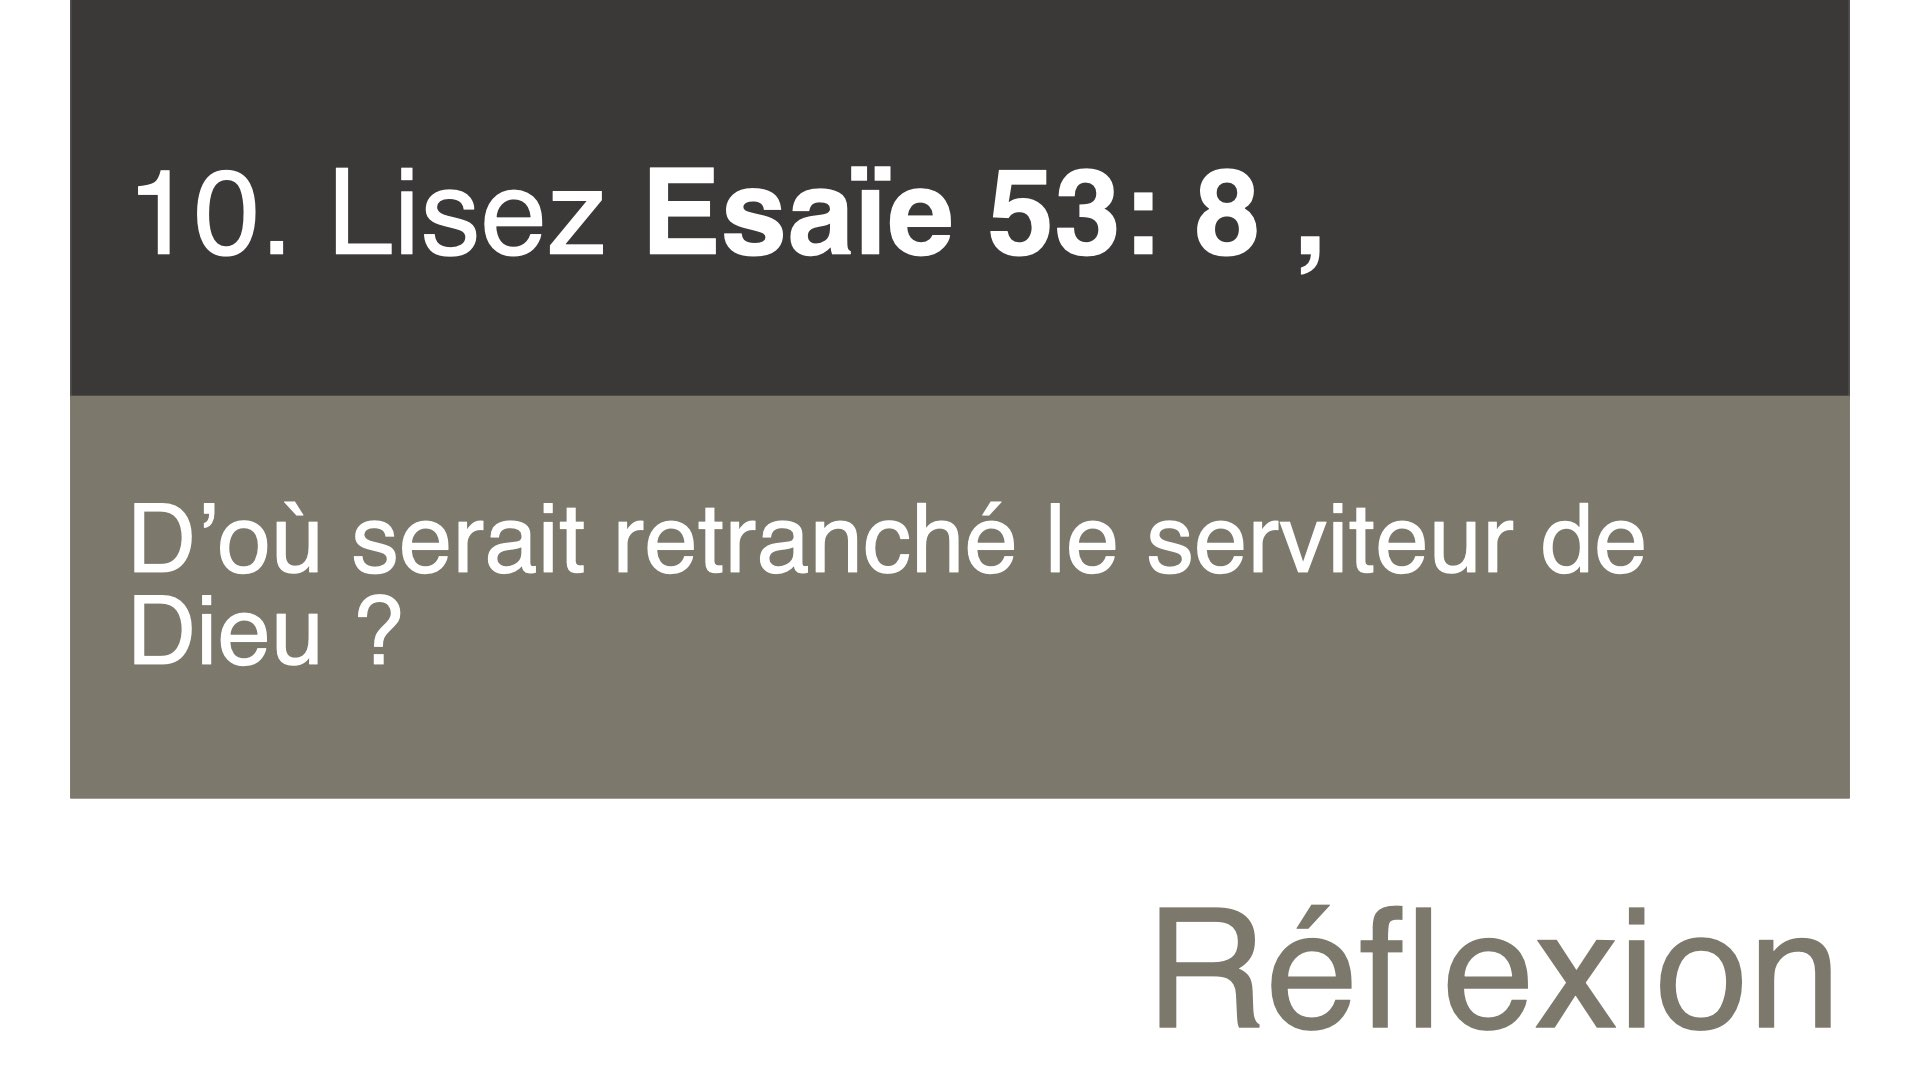 10. Lisez Esaïe 53: 8 ,
D’où serait retranché le serviteur de
Dieu ?
Réflexion